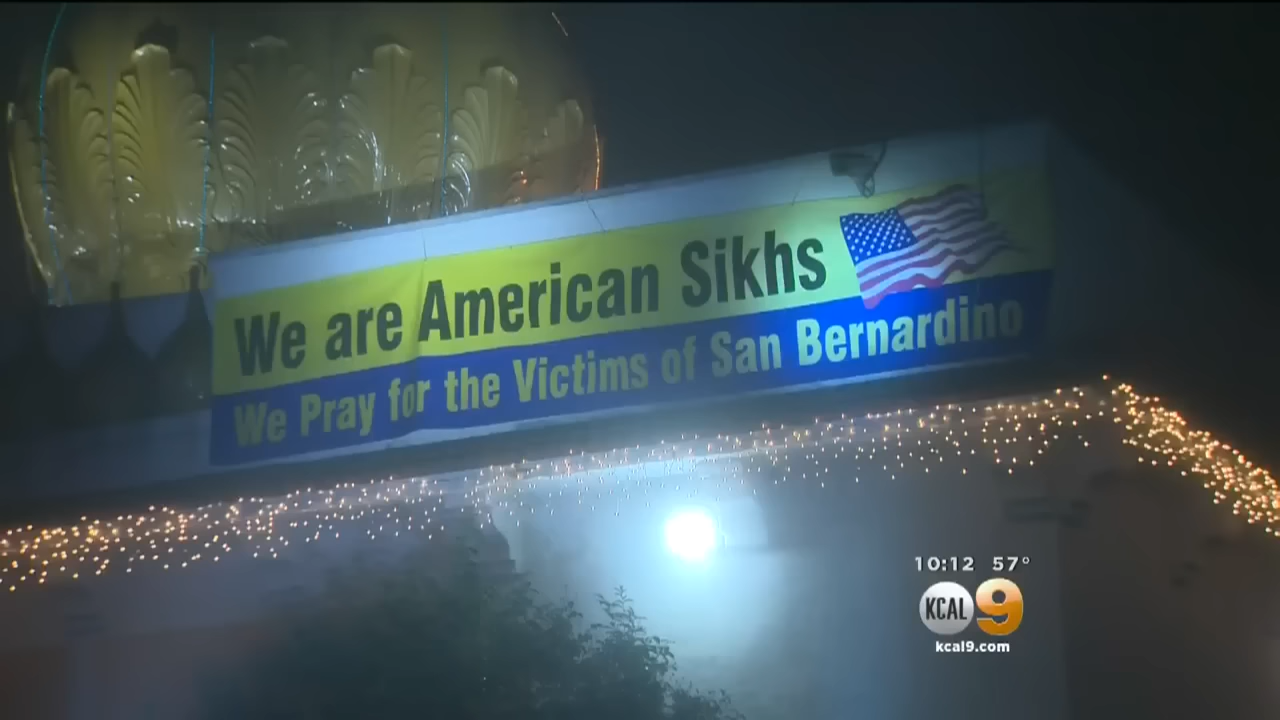 We are American Sikhs
We Pray for the Victims of San Bernardino
10:12 57°
KCAL 9
kcal9.com